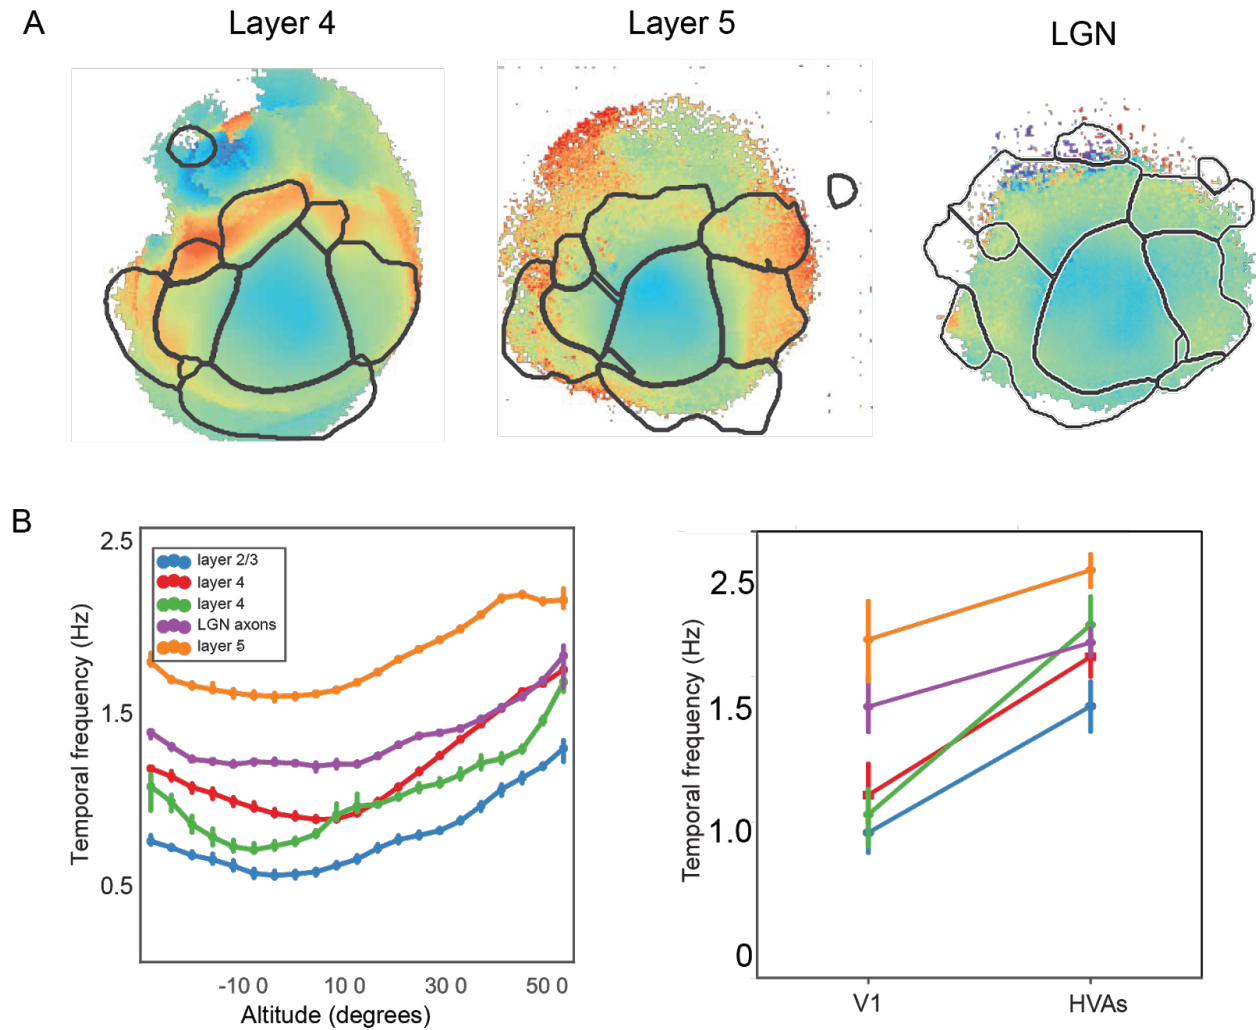 A
Layer 4
Layer 5
LGN
B
2.5
1.5
0.5
Temporal frequency (Hz)
layer 2/3
layer 4
layer 4
LGN axons
layer 5
-10 0
10 0
30 0
50 0
Altitude (degrees)
2.5
1.5
1.0
0
Temporal frequency (Hz)
V1
HVAs